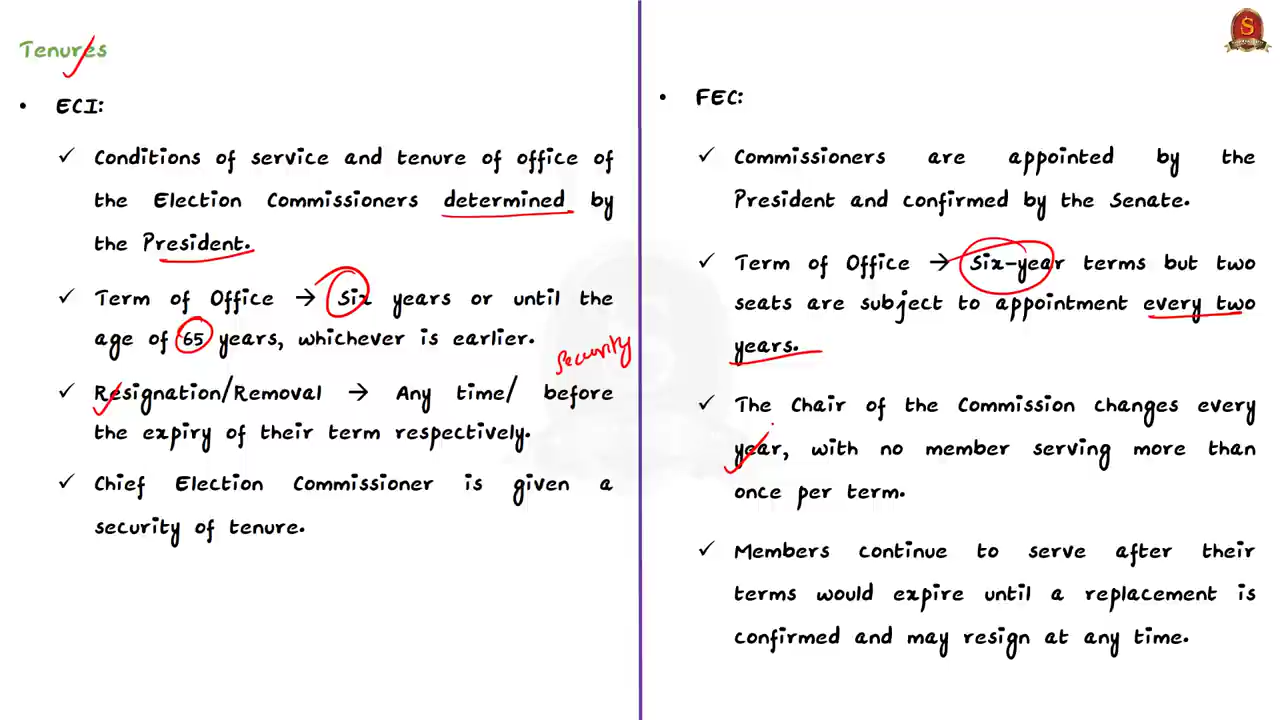 Tenures
• ECI:
✓ Conditions of service and tenure of office of
the Election Commissioners determined by
the President.
✓ Term of Office → Six years or until the
age of 65 years, whichever is earlier.
security
✓ Resignation/Removal → Any time/ before
the expiry of their term respectively.
✓ Chief Election Commissioner is given a
security of tenure.
S
• FEC:
✓ Commissioners are appointed by the
President and confirmed by the Senate.
✓ Term of Office → Six-year terms but two
seats are subject to appointment every two
years.
✓ The Chair of the Commission changes every
year, with no member serving more than
once per term.
✓ Members continue to serve after their
terms would expire until a replacement is
confirmed and may resign at any time.